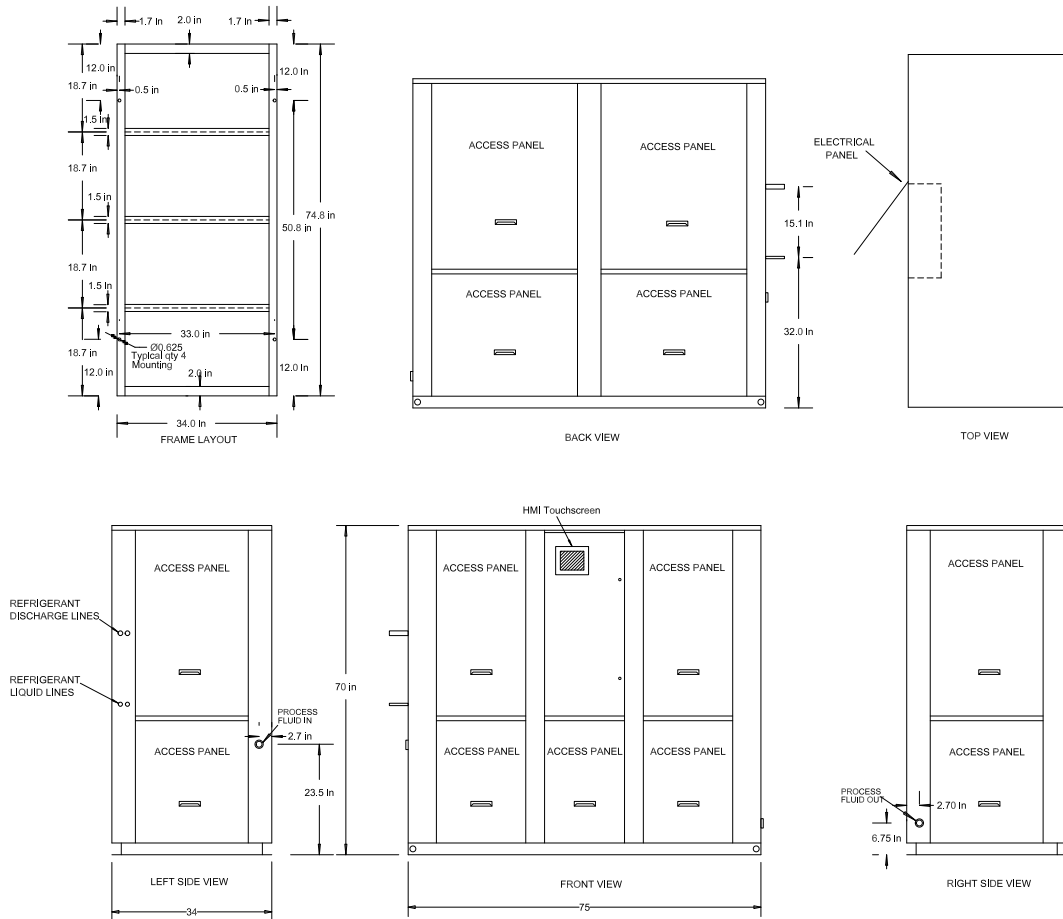 1.7 in
2.0 in
1.7 in
12.0 in
12.0 in
18.7 in
0.5 in
0.5 in
1.5 in
18.7 in
1.5 in
74.8 in
50.8 in
18.7 in
1.5 in
33.0 in
Ø0.625
Typical qty 4
Mounting
18.7 in
12.0 in
2.0 in
12.0 in
34.0 in
FRAME LAYOUT
ACCESS PANEL
ACCESS PANEL
ACCESS PANEL
ACCESS PANEL
15.1 in
32.0 in
BACK VIEW
ELECTRICAL
PANEL
TOP VIEW
ACCESS PANEL
REFRIGERANT
DISCHARGE LINES
REFRIGERANT
LIQUID LINES
PROCESS
FLUID IN
2.7 in
ACCESS PANEL
23.5 in
LEFT SIDE VIEW
34
HMI Touchscreen
ACCESS PANEL
ACCESS PANEL
70 in
ACCESS PANEL
ACCESS PANEL
ACCESS PANEL
FRONT VIEW
75
ACCESS PANEL
ACCESS PANEL
PROCESS
FLUID OUT
2.70 in
6.75 in
RIGHT SIDE VIEW